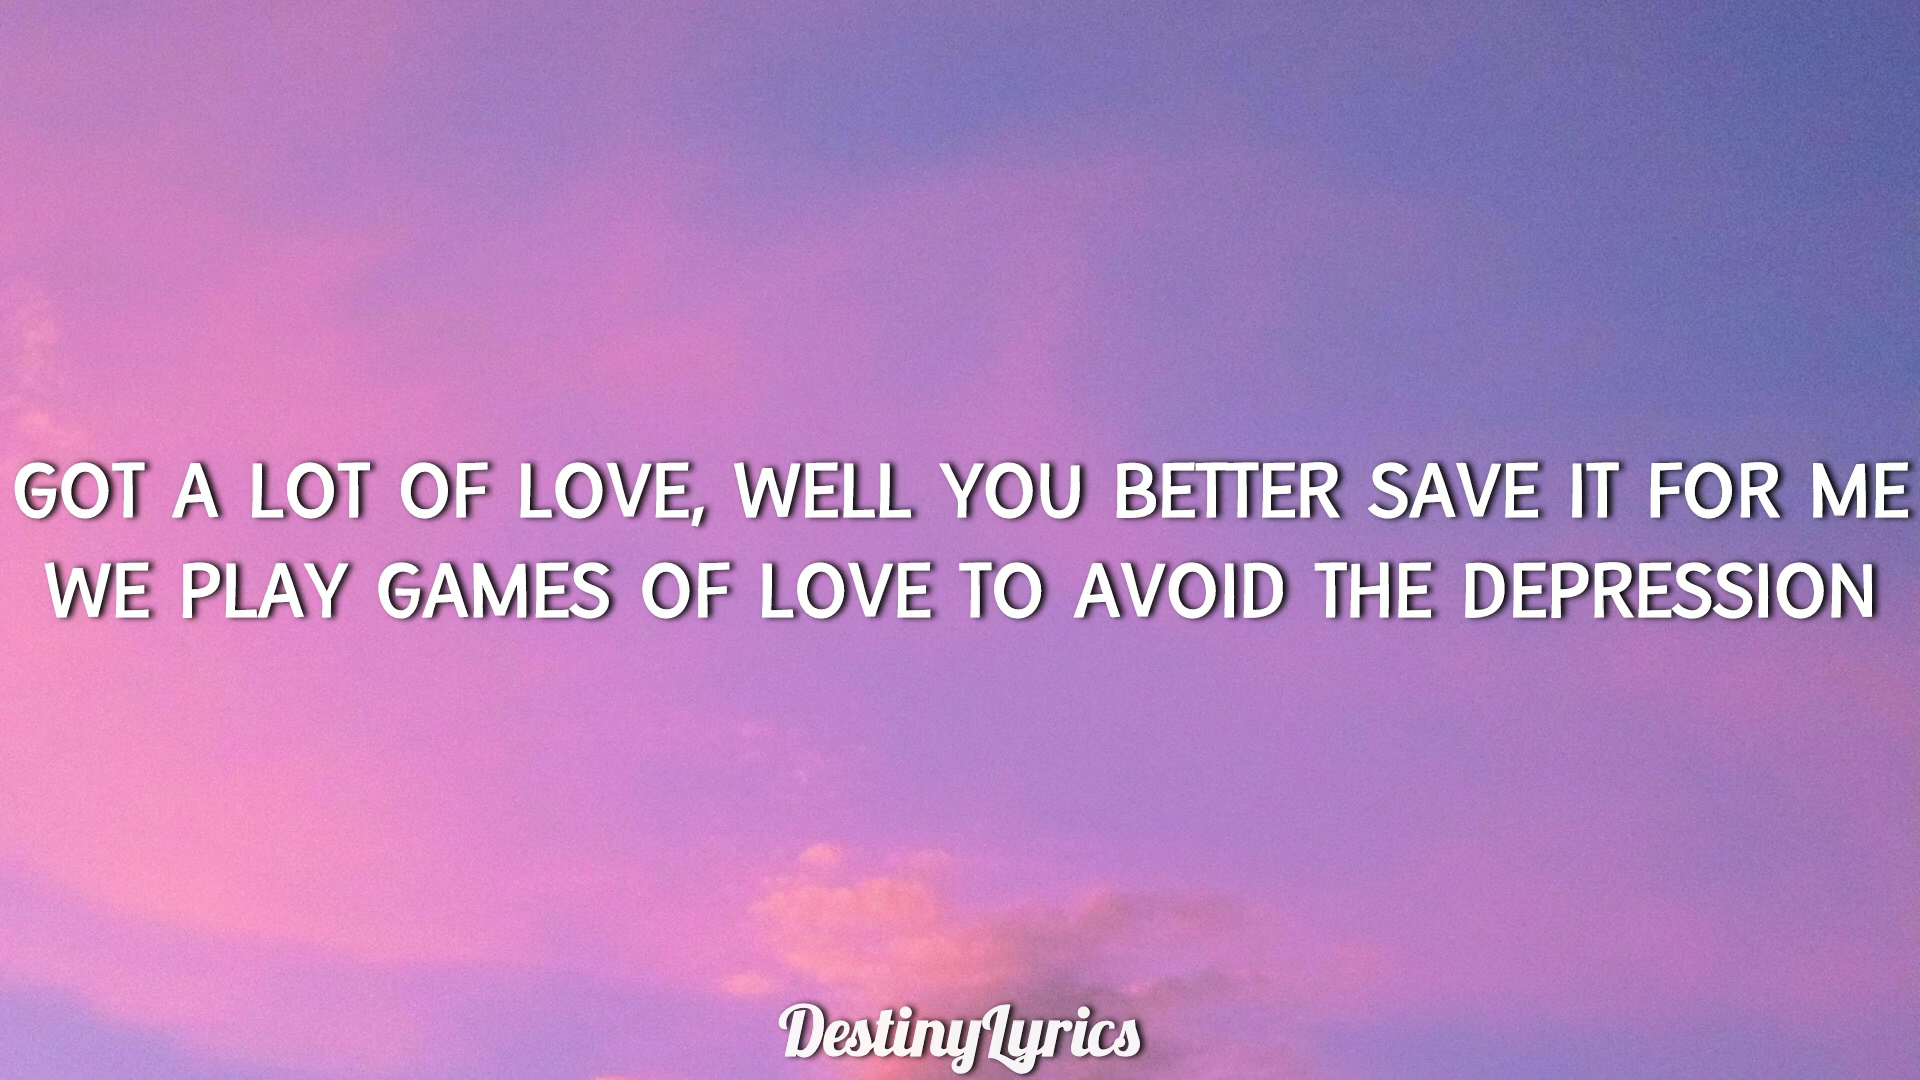 GOT A LOT OF LOVE, WELL YOU BETTER SAVE IT FOR ME
WE PLAY GAMES OF LOVE TO AVOID THE DEPRESSION
DestinyLyrics